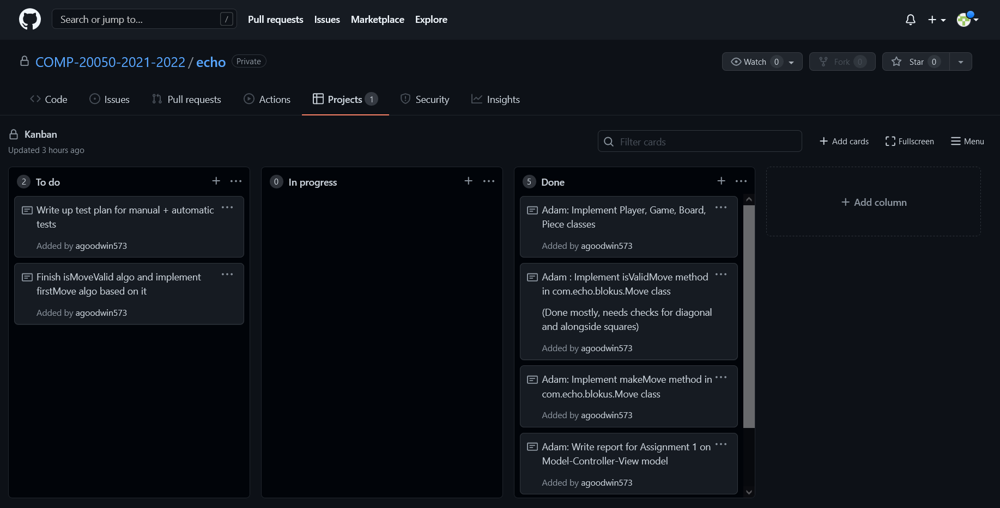 Search or jump to... /
Pull requests Issues Marketplace Explore
COMP-20050-2021-2022 / echo Private
Watch 0
Fork 0
Star 0
Code Issues Pull requests Actions Projects 1 Security Insights
Kanban
Updated 3 hours ago
Filter cards
+ Add cards Fullscreen Menu
2 To do + ...
Write up test plan for manual + automatic ...
tests
Added by agoodwin573
Finish isMoveValid algo and implement ...
firstMove algo based on it
Added by agoodwin573
0 In progress + ...
5 Done + ...
Adam: Implement Player, Game, Board, ...
Piece classes
Added by agoodwin573
Adam : Implement isValidMove method ...
in com.echo.blokus.Move class
(Done mostly, needs checks for diagonal
and alongside squares)
Added by agoodwin573
Adam: Implement makeMove method in ...
com.echo.blokus.Move class
Added by agoodwin573
Adam: Write report for Assignment 1 on ...
Model-Controller-View model
Added by agoodwin573
+ Add column